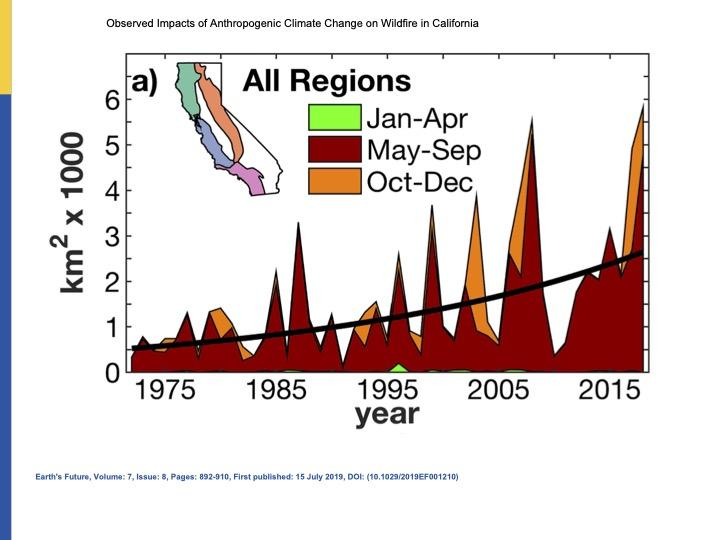 Observed Impacts of Anthropogenic Climate Change on Wildfire in California
a) All Regions
Jan-Apr
May-Sep
Oct-Dec
km² x 1000
6
5
4
3
2
1
0
1975 1985 1995 2005 2015
year
Earth's Future, Volume: 7, Issue: 8, Pages: 892-910, First published: 15 July 2019, DOI: (10.1029/2019EF001210)